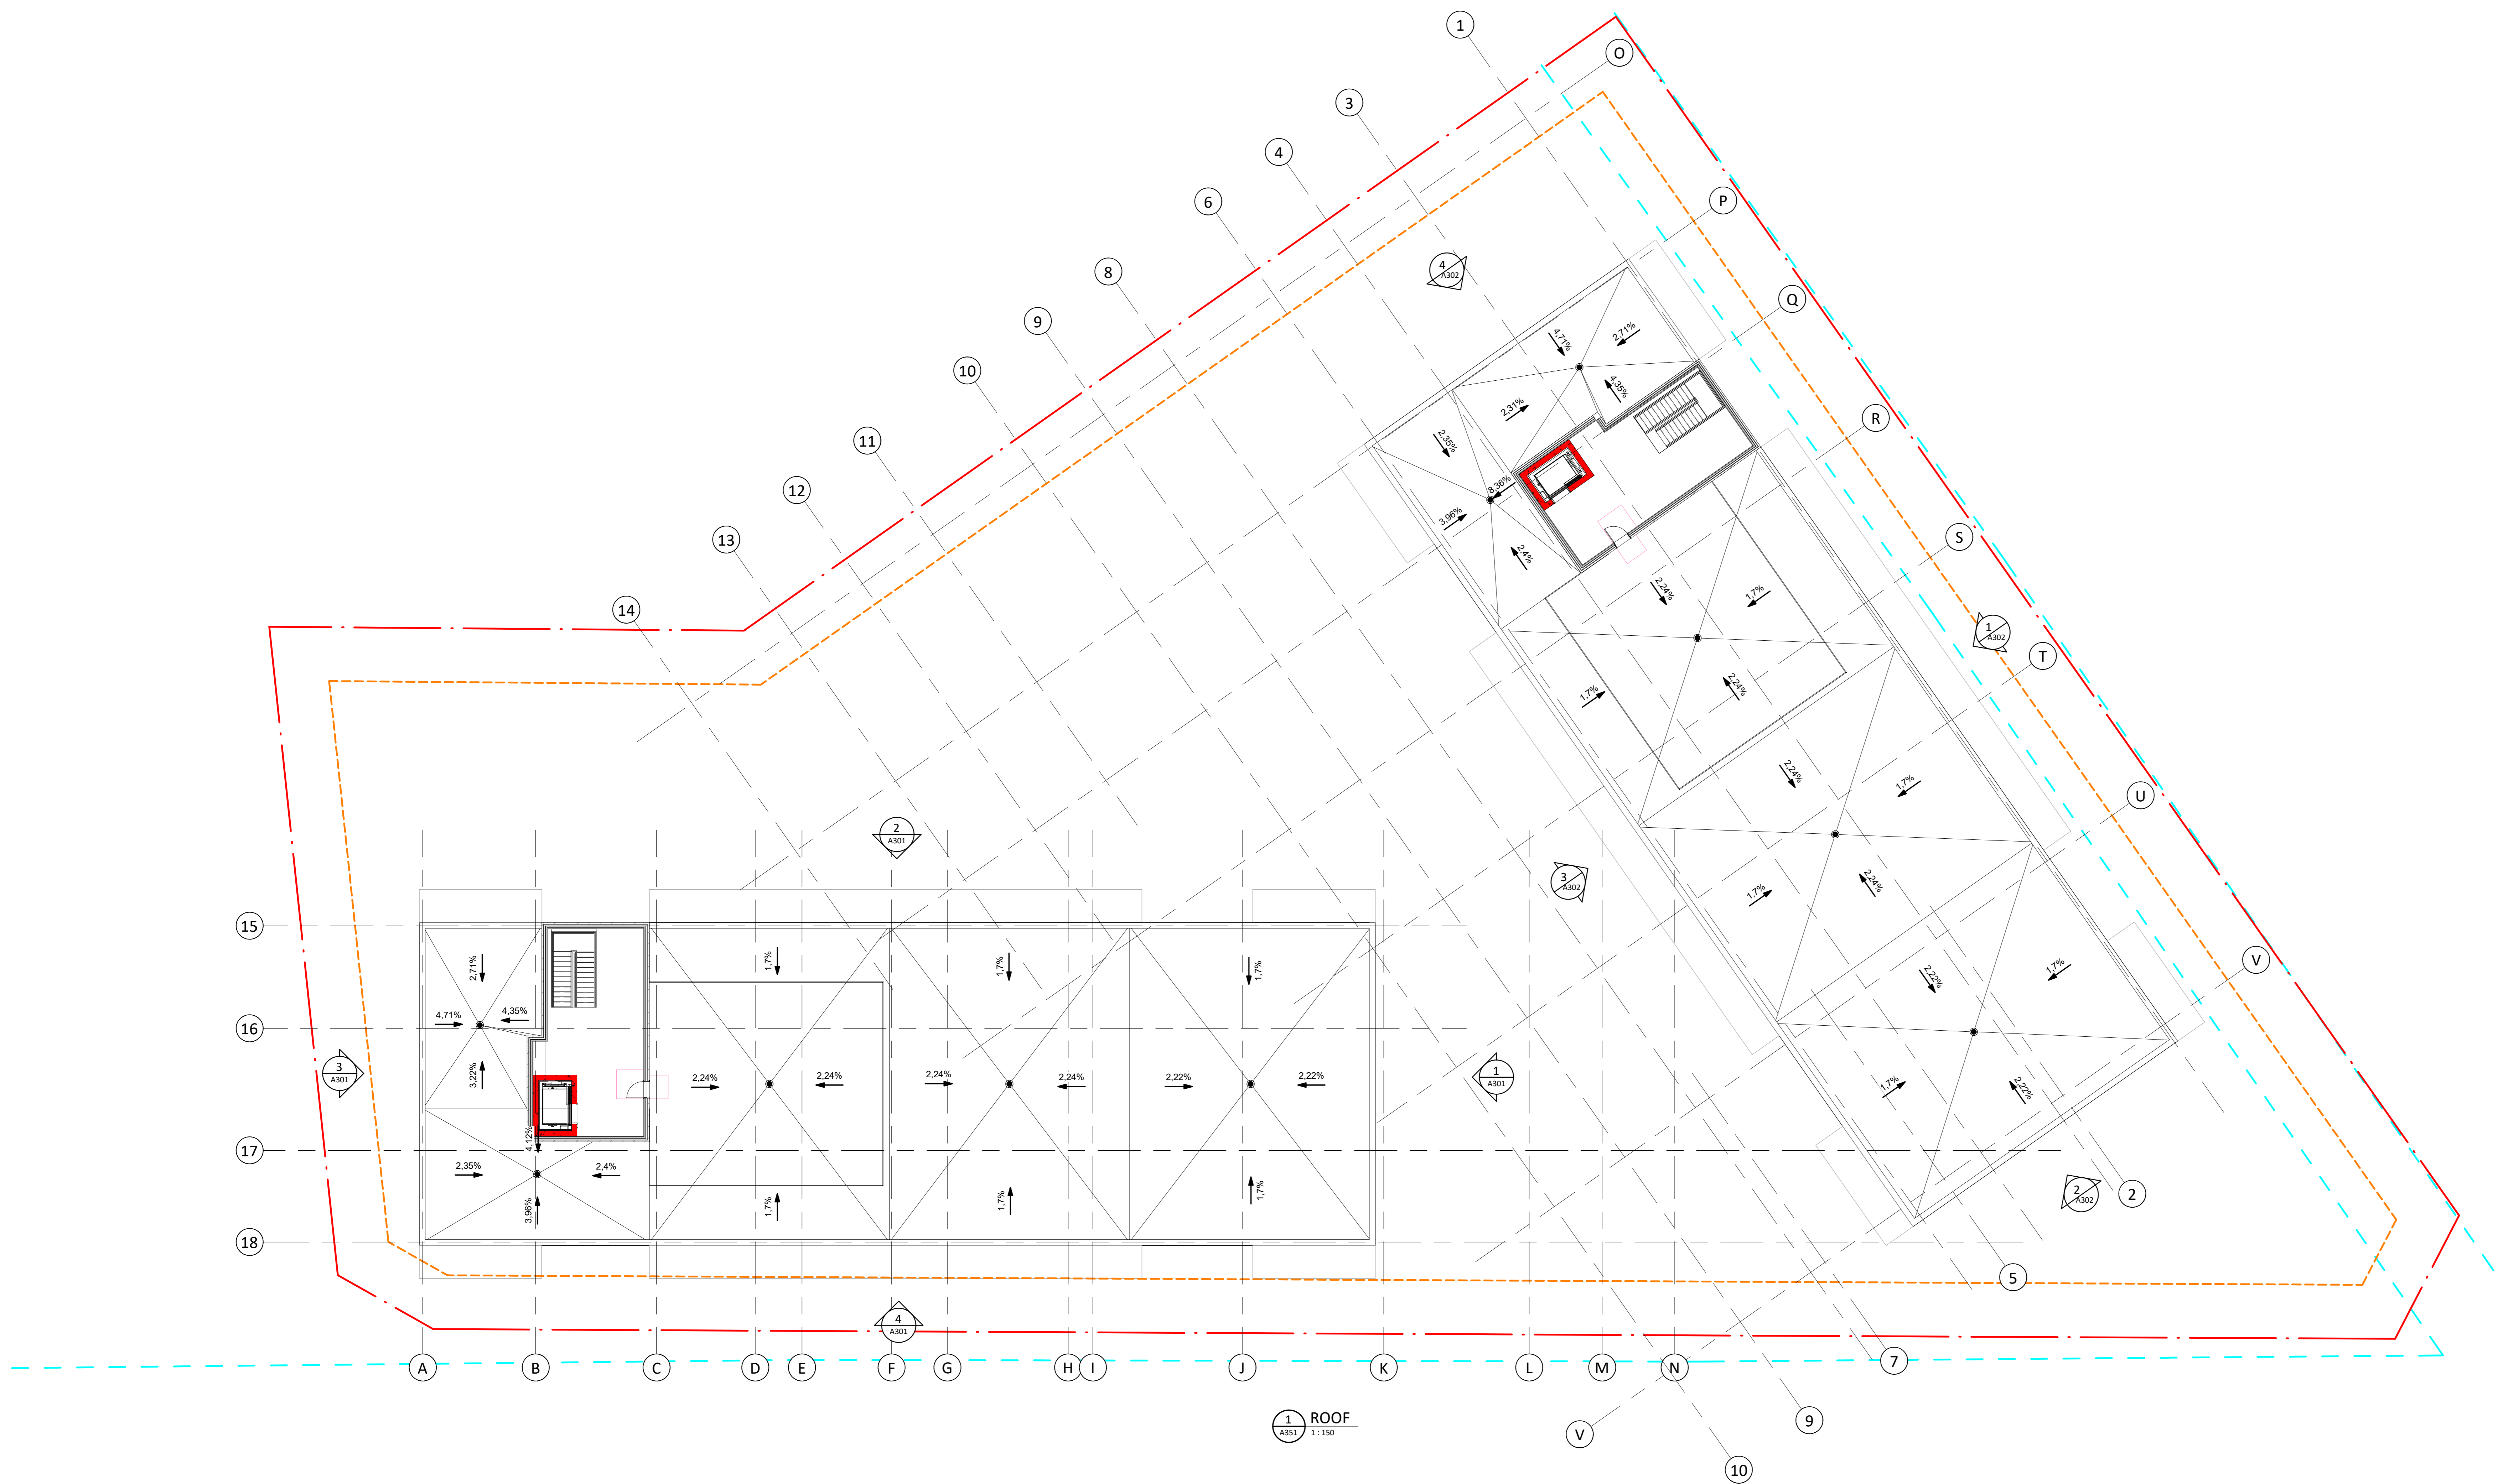 1
O
3
4
P
6
4
A302
8
Q
9
4,71%
2,71%
10
4,35%
2,31%
R
11
2,35%
12
8,36%
3,96%
S
13
2,4%
14
2,24%
1,7%
1
A302
T
1,7%
2,24%
2,24%
1,7%
U
2
A301
3
A302
1,7%
2,24%
15
V
2,71%
1,7%
1,7%
1,7%
2,22%
1,7%
4,71%
4,35%
16
3
A301
3,22%
2,24%
2,24%
2,24%
2,24%
2,22%
2,22%
1
A301
1,7%
2,22%
4,12%
17
2,35%
2,4%
3,96%
1,7%
1,7%
1,7%
2
A302
2
18
5
4
A301
A
B
C
D
E
F
G
H
I
J
K
L
M
N
7
1
A351
ROOF
1 : 150
9
V
10